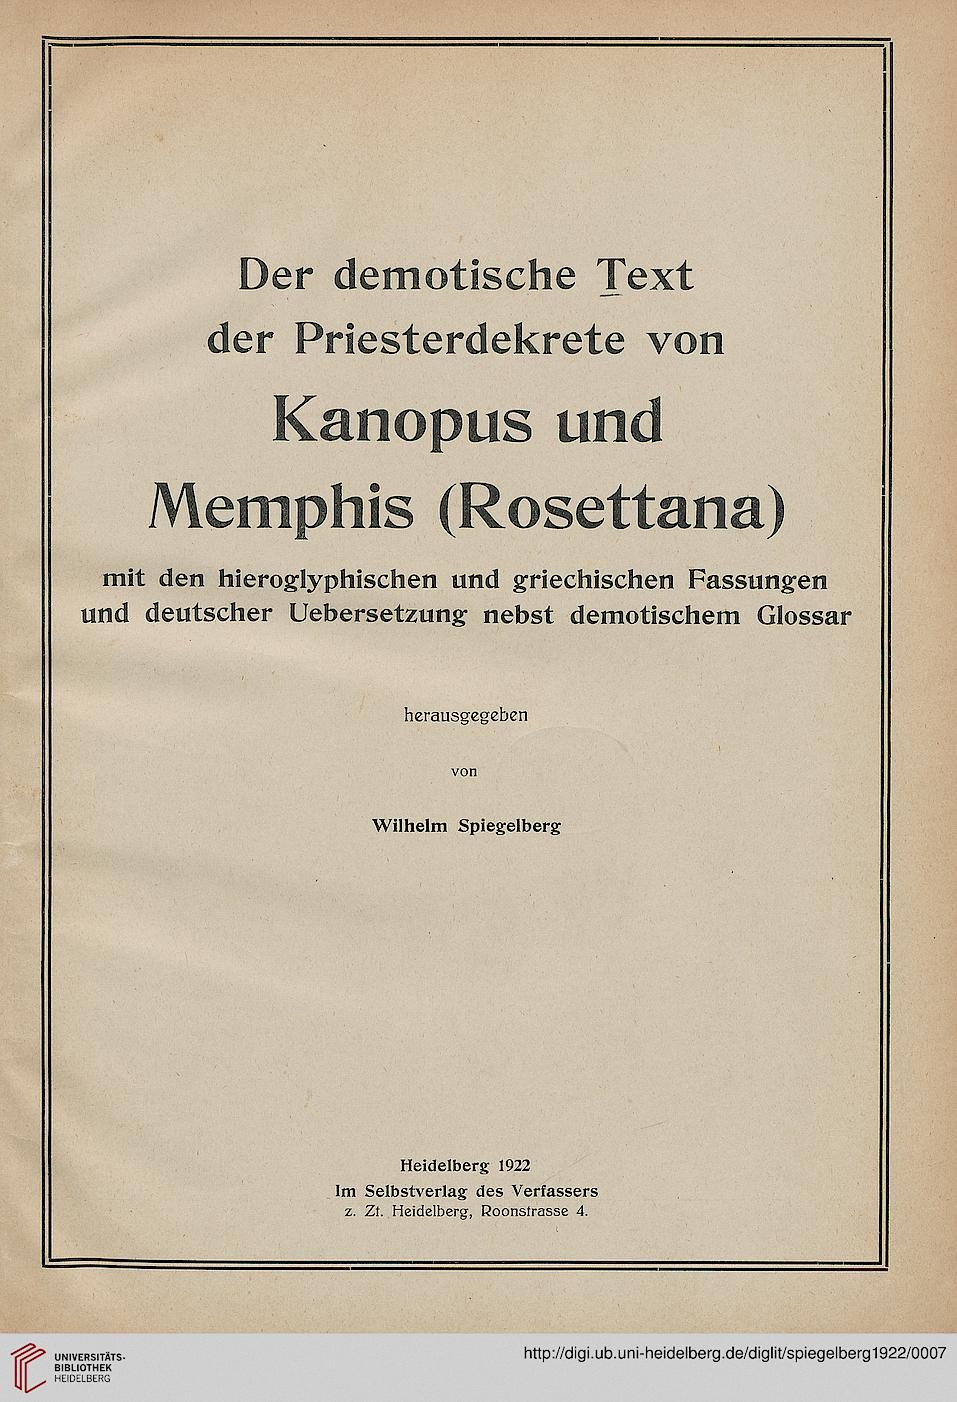 Der demotische Text
der Priesterdekrete von
Kanopus und
Memphis (Rosettana)
mit den hieroglyphischen und griechischen Fassungen
und deutscher Uebersetzung nebst demotischem Glossar
herausgegeben
von
Wilhelm Spiegelberg
Heidelberg 1922
Im Selbstverlag des Verfassers
z. Zt. Heidelberg, Roonstrasse 4.
UNIVERSITÄTS-
BIBLIOTHEK
HEIDELBERG
http://digi.ub.uni-heidelberg.de/diglit/spiegelberg1922/0007